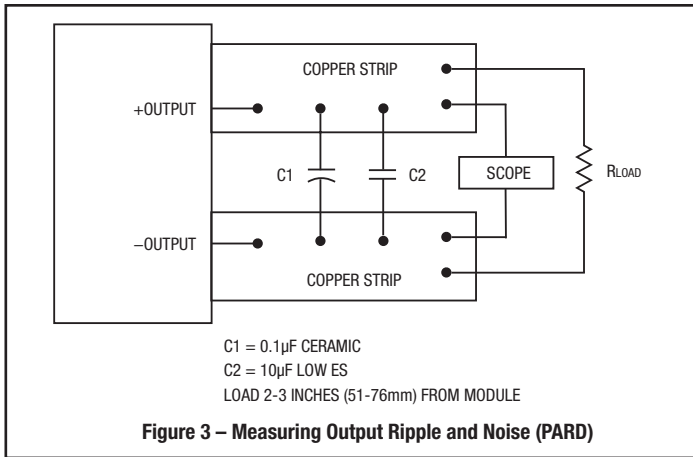 COPPER STRIP
+OUTPUT
C1
C2
SCOPE
RLOAD
–OUTPUT
COPPER STRIP
C1 = 0.1µF CERAMIC
C2 = 10µF LOW ES
LOAD 2-3 INCHES (51-76mm) FROM MODULE
Figure 3 – Measuring Output Ripple and Noise (PARD)